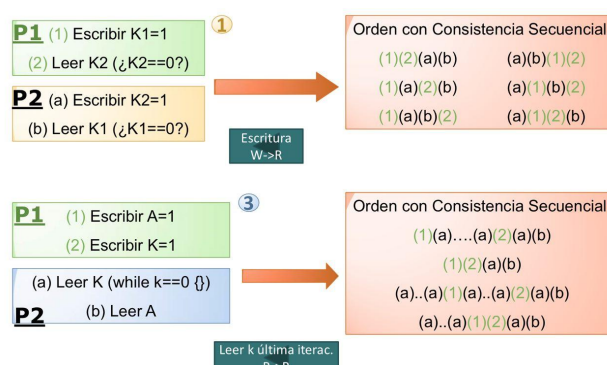 P1 (1) Escribir K1=1
(2) Leer K2 (¿K2==0?)
P2 (a) Escribir K2=1
(b) Leer K1 (¿K1==0?)
1
Escritura
W->R
Orden con Consistencia Secuencial
(1)(2)(a)(b) (a)(b)(1)(2)
(1)(a)(2)(b) (a)(1)(b)(2)
(1)(a)(b)(2) (a)(1)(2)(b)
P1 (1) Escribir A=1
(2) Escribir K=1
(a) Leer K (while k==0 {})
P2 (b) Leer A
3
Leer k última iterac.
Orden con Consistencia Secuencial
(1)(a)....(a)(2)(a)(b)
(1)(2)(a)(b)
(a)..(a)(1)(a)..(a)(2)(a)(b)
(a)..(a)(1)(2)(a)(b)